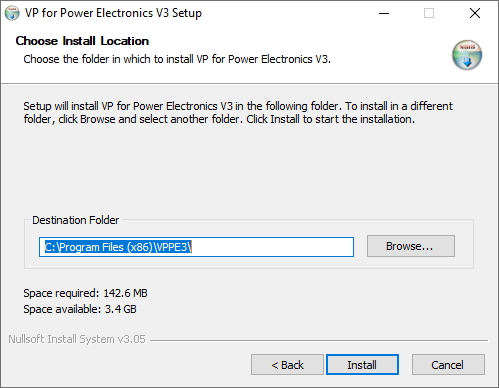 VP for Power Electronics V3 Setup
Choose Install Location
Choose the folder in which to install VP for Power Electronics V3.
Setup will install VP for Power Electronics V3 in the following folder. To install in a different
folder, click Browse and select another folder. Click Install to start the installation.
Destination Folder
C:\Program Files (x86)\VPPE3\
Browse...
Space required: 142.6 MB
Space available: 3.4 GB
Nullsoft Install System v3.05
< Back
Install
Cancel